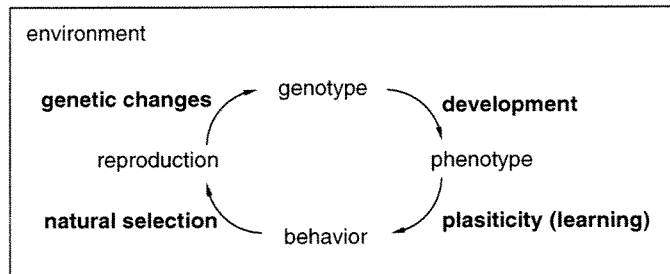 environment
genetic changes
genotype
development
reproduction
phenotype
natural selection
behavior
plasiticity (learning)